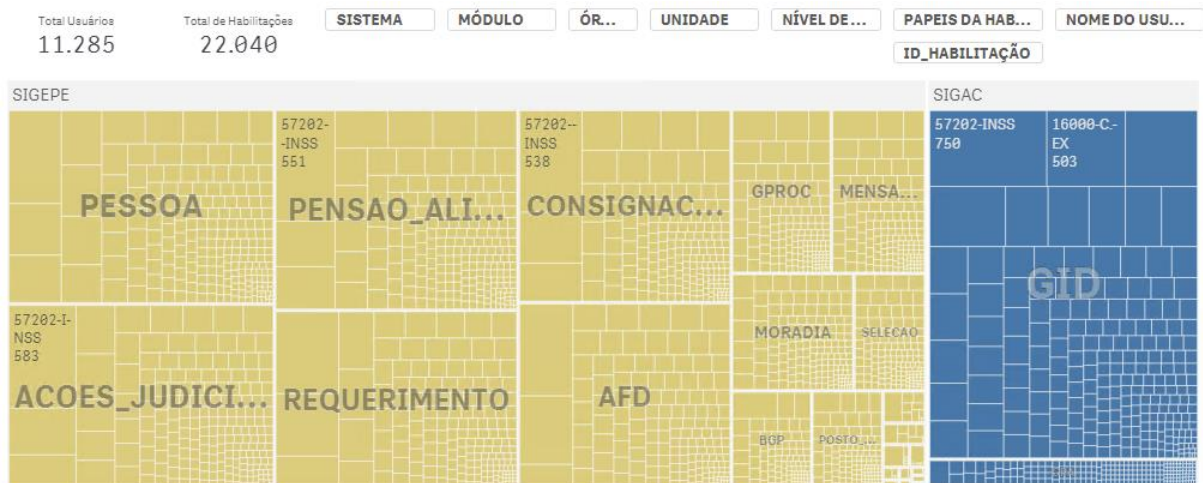 Total Usuários
11.285
Total de Habilitações
22.040
SISTEMA
MÓDULO
ÓR...
UNIDADE
NÍVEL DE ...
PAPEIS DA HAB...
NOME DO USU...
ID_HABILITAÇÃO
SIGEPE
SIGAC
PESSOA
57202-
-INSS
551
PENSAO_ALI...
57202--
INSS
538
CONSIGNAC...
GPROC
MENSA...
57202-INSS
750
16000-C.-
EX
503
GID
57202-I-
NSS
583
ACOES_JUDICI...
REQUERIMENTO
AFD
MORADIA
SELECAO
BGP
POSTO_...